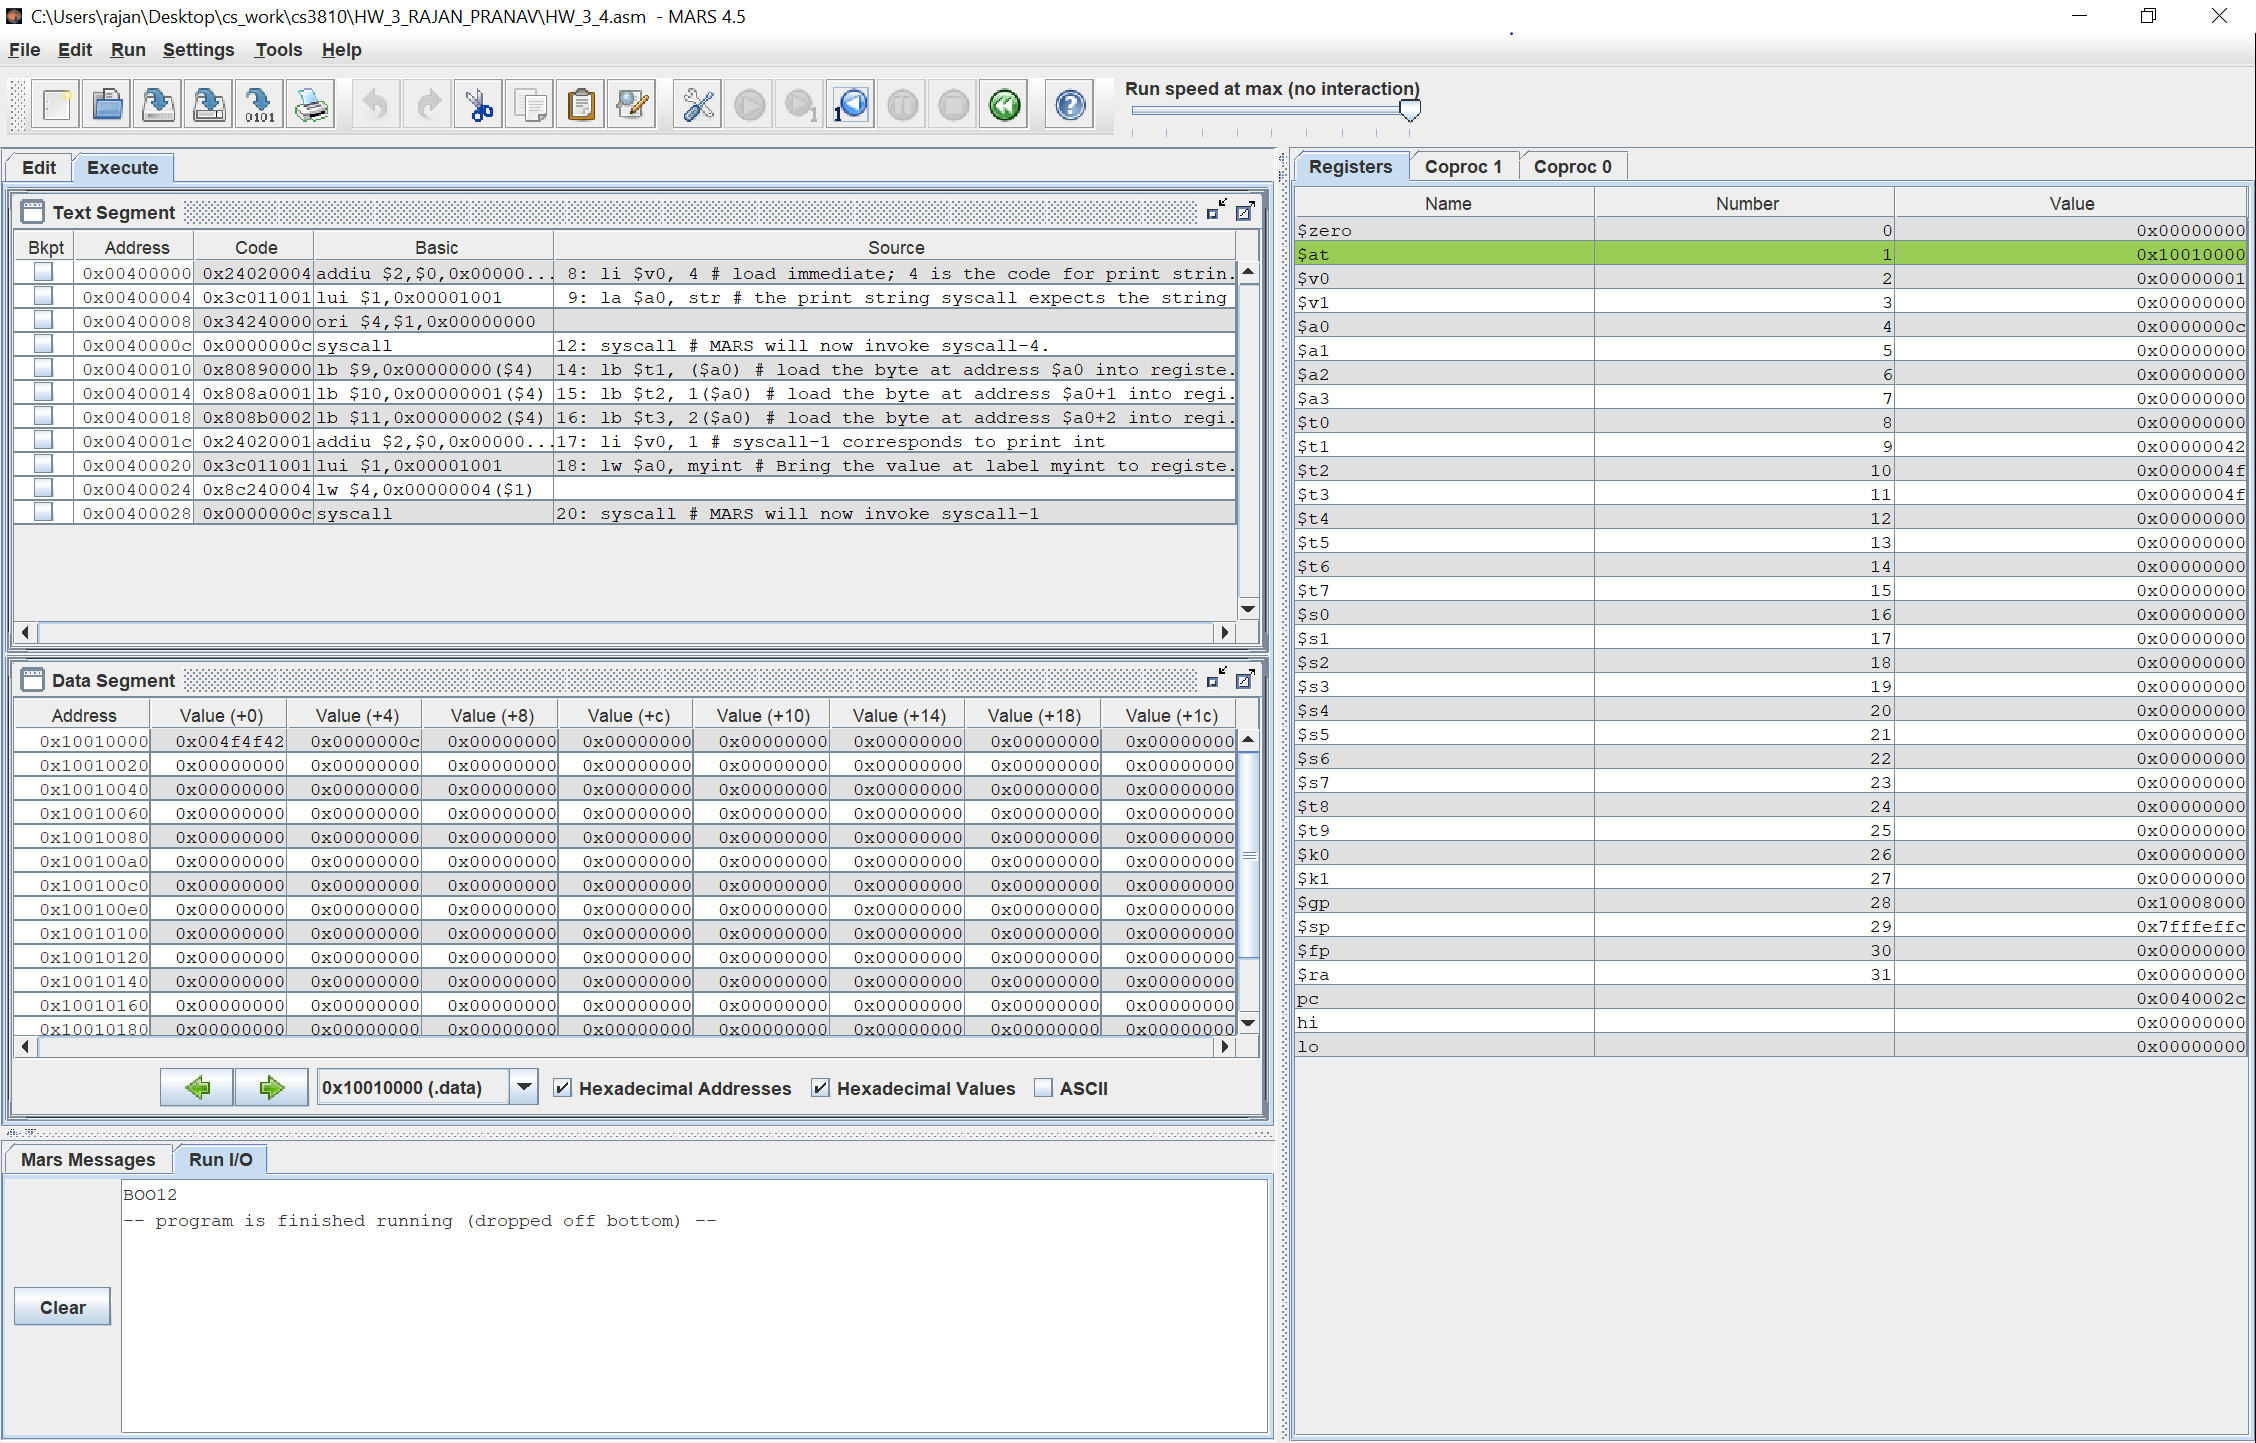 C:\Users\rajan\Desktop\cs_work\cs3810\HW_3_RAJAN_PRANAV\HW_3_4.asm - MARS 4.5
File Edit Run Settings Tools Help
Run speed at max (no interaction)
0101 1 1
Edit Execute
Text Segment
Bkpt Address Code Basic Source
0x00400000 0x24020004 addiu $2,$0,0x00000... 8: li $v0, 4 # load immediate; 4 is the code for print strin.
0x00400004 0x3c011001 lui $1,0x00001001 9: la $a0, str # the print string syscall expects the string
0x00400008 0x34240000 ori $4,$1,0x00000000
0x0040000c 0x0000000c syscall 12: syscall # MARS will now invoke syscall-4.
0x00400010 0x80890000 lb $9,0x00000000($4) 14: lb $t1, ($a0) # load the byte at address $a0 into registe.
0x00400014 0x808a0001 lb $10,0x00000001($4) 15: lb $t2, 1($a0) # load the byte at address $a0+1 into regi.
0x00400018 0x808b0002 lb $11,0x00000002($4) 16: lb $t3, 2($a0) # load the byte at address $a0+2 into regi.
0x0040001c 0x24020001 addiu $2,$0,0x00000... 17: li $v0, 1 # syscall-1 corresponds to print int
0x00400020 0x3c011001 lui $1,0x00001001 18: lw $a0, myint # Bring the value at label myint to registe.
0x00400024 0x8c240004 lw $4,0x00000004($1)
0x00400028 0x0000000c syscall 20: syscall # MARS will now invoke syscall-1
Data Segment
Address Value (+0) Value (+4) Value (+8) Value (+c) Value (+10) Value (+14) Value (+18) Value (+1c)
0x10010000 0x004f4f42 0x0000000c 0x00000000 0x00000000 0x00000000 0x00000000 0x00000000 0x00000000
0x10010020 0x00000000 0x00000000 0x00000000 0x00000000 0x00000000 0x00000000 0x00000000 0x00000000
0x10010040 0x00000000 0x00000000 0x00000000 0x00000000 0x00000000 0x00000000 0x00000000 0x00000000
0x10010060 0x00000000 0x00000000 0x00000000 0x00000000 0x00000000 0x00000000 0x00000000 0x00000000
0x10010080 0x00000000 0x00000000 0x00000000 0x00000000 0x00000000 0x00000000 0x00000000 0x00000000
0x100100a0 0x00000000 0x00000000 0x00000000 0x00000000 0x00000000 0x00000000 0x00000000 0x00000000
0x100100c0 0x00000000 0x00000000 0x00000000 0x00000000 0x00000000 0x00000000 0x00000000 0x00000000
0x100100e0 0x00000000 0x00000000 0x00000000 0x00000000 0x00000000 0x00000000 0x00000000 0x00000000
0x10010100 0x00000000 0x00000000 0x00000000 0x00000000 0x00000000 0x00000000 0x00000000 0x00000000
0x10010120 0x00000000 0x00000000 0x00000000 0x00000000 0x00000000 0x00000000 0x00000000 0x00000000
0x10010140 0x00000000 0x00000000 0x00000000 0x00000000 0x00000000 0x00000000 0x00000000 0x00000000
0x10010160 0x00000000 0x00000000 0x00000000 0x00000000 0x00000000 0x00000000 0x00000000 0x00000000
0x10010180 0x00000000 0x00000000 0x00000000 0x00000000 0x00000000 0x00000000 0x00000000 0x00000000
0x10010000 (.data) Hexadecimal Addresses Hexadecimal Values ASCII
Mars Messages Run I/O
BOO12
-- program is finished running (dropped off bottom) --
Clear
Registers Coproc 1 Coproc 0
Name Number Value
$zero 0 0x00000000
$at 1 0x10010000
$v0 2 0x00000001
$v1 3 0x00000000
$a0 4 0x0000000c
$a1 5 0x00000000
$a2 6 0x00000000
$a3 7 0x00000000
$t0 8 0x00000000
$t1 9 0x00000042
$t2 10 0x0000004f
$t3 11 0x0000004f
$t4 12 0x00000000
$t5 13 0x00000000
$t6 14 0x00000000
$t7 15 0x00000000
$s0 16 0x00000000
$s1 17 0x00000000
$s2 18 0x00000000
$s3 19 0x00000000
$s4 20 0x00000000
$s5 21 0x00000000
$s6 22 0x00000000
$s7 23 0x00000000
$t8 24 0x00000000
$t9 25 0x00000000
$k0 26 0x00000000
$k1 27 0x00000000
$gp 28 0x10008000
$sp 29 0x7fffeffc
$fp 30 0x00000000
$ra 31 0x00000000
pc 0x0040002c
hi 0x00000000
lo 0x00000000